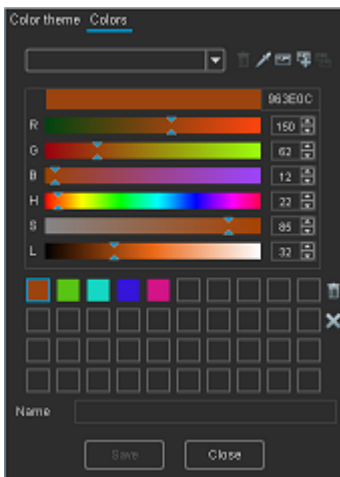 Color theme Colors
963E0C
R 150
G 62
B 12
H 22
S 85
L 32
Name
Save Close